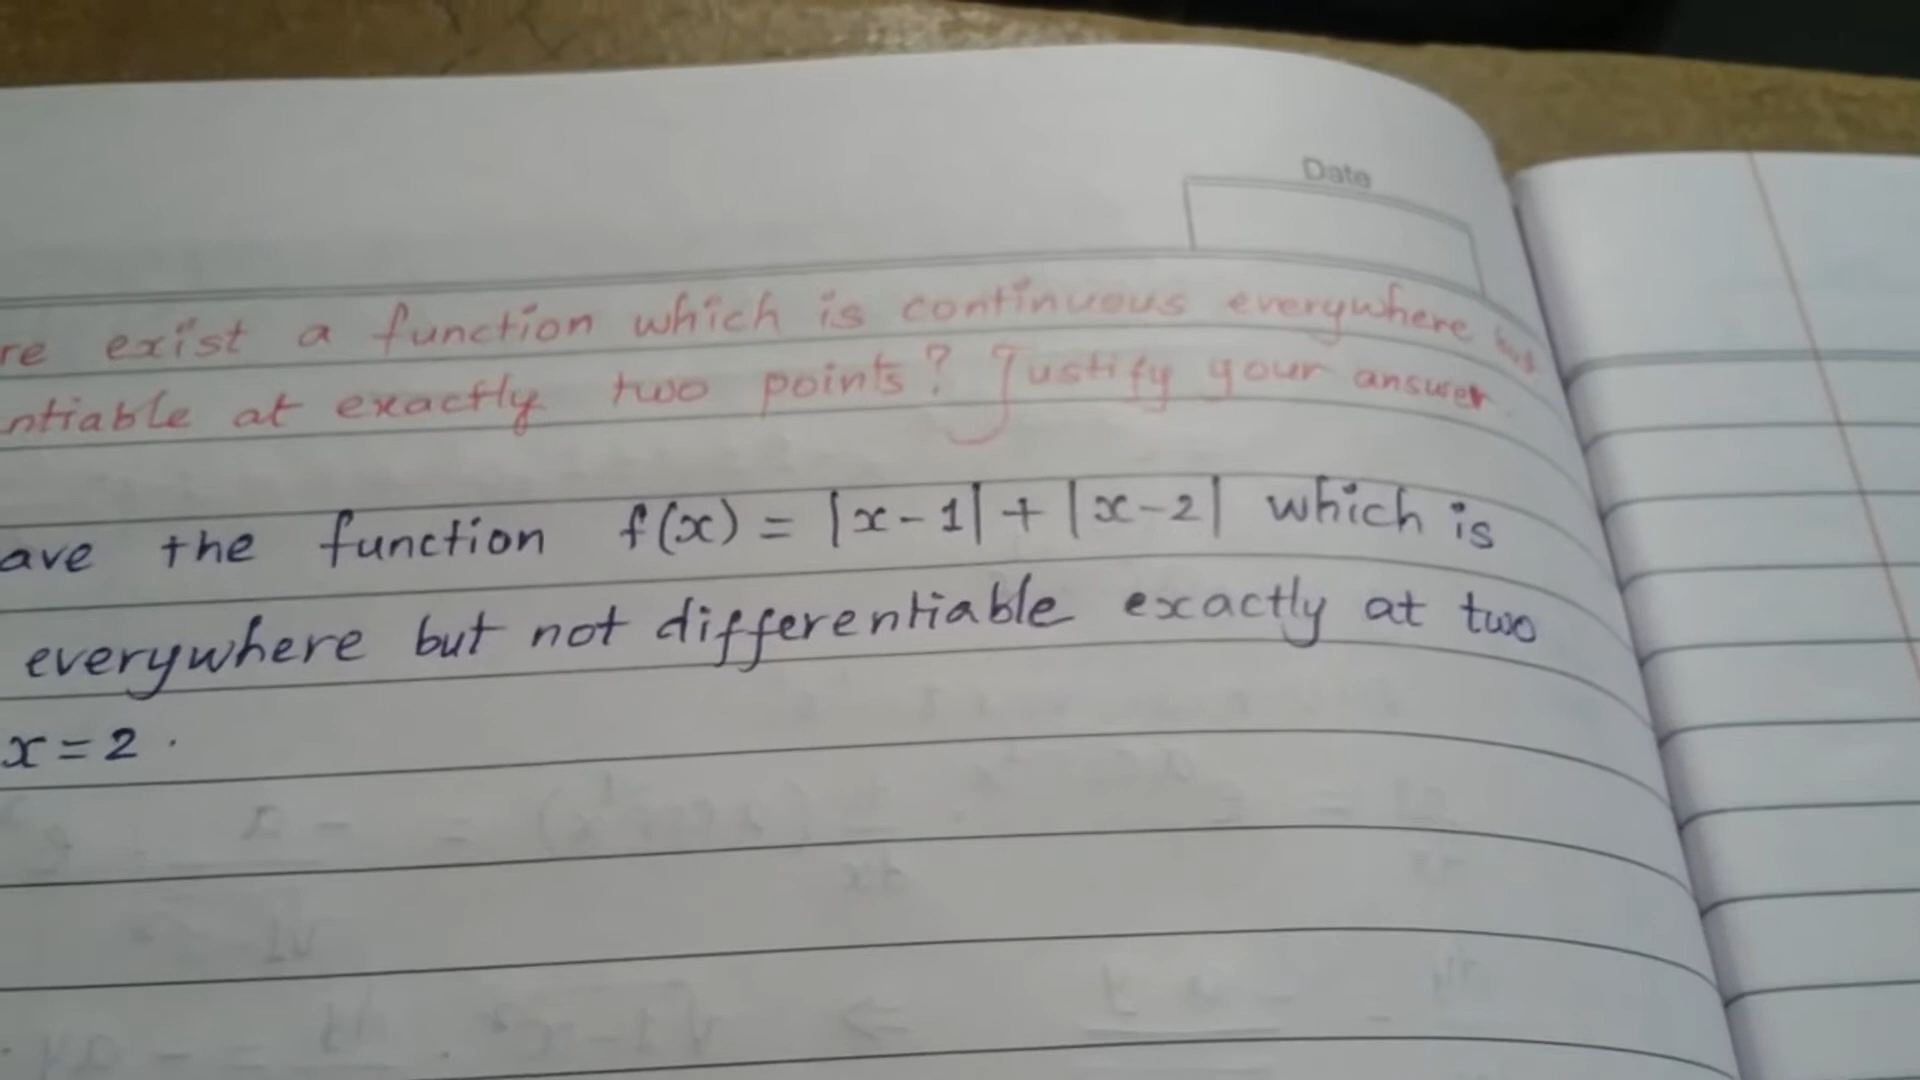 Date
re exist a function which is continuous everywhere but
ntiable at exactly two points? Justify your answer.
ave the function f(x) = |x-1| + |x-2| which is
everywhere but not differentiable exactly at two
x=2.